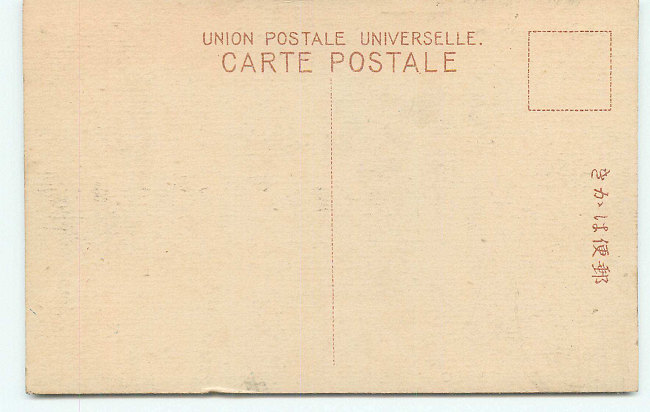 UNION POSTALE UNIVERSELLE.
CARTE POSTALE
郵便はがき